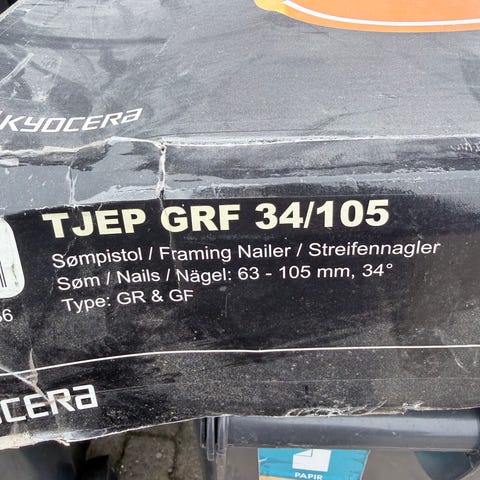 KYOCERA
TJEP GRF 34/105
Sømpistol / Framing Nailer / Streifennagler
Søm / Nails / Nägel: 63 - 105 mm, 34°
Type: GR & GF
PAPIR